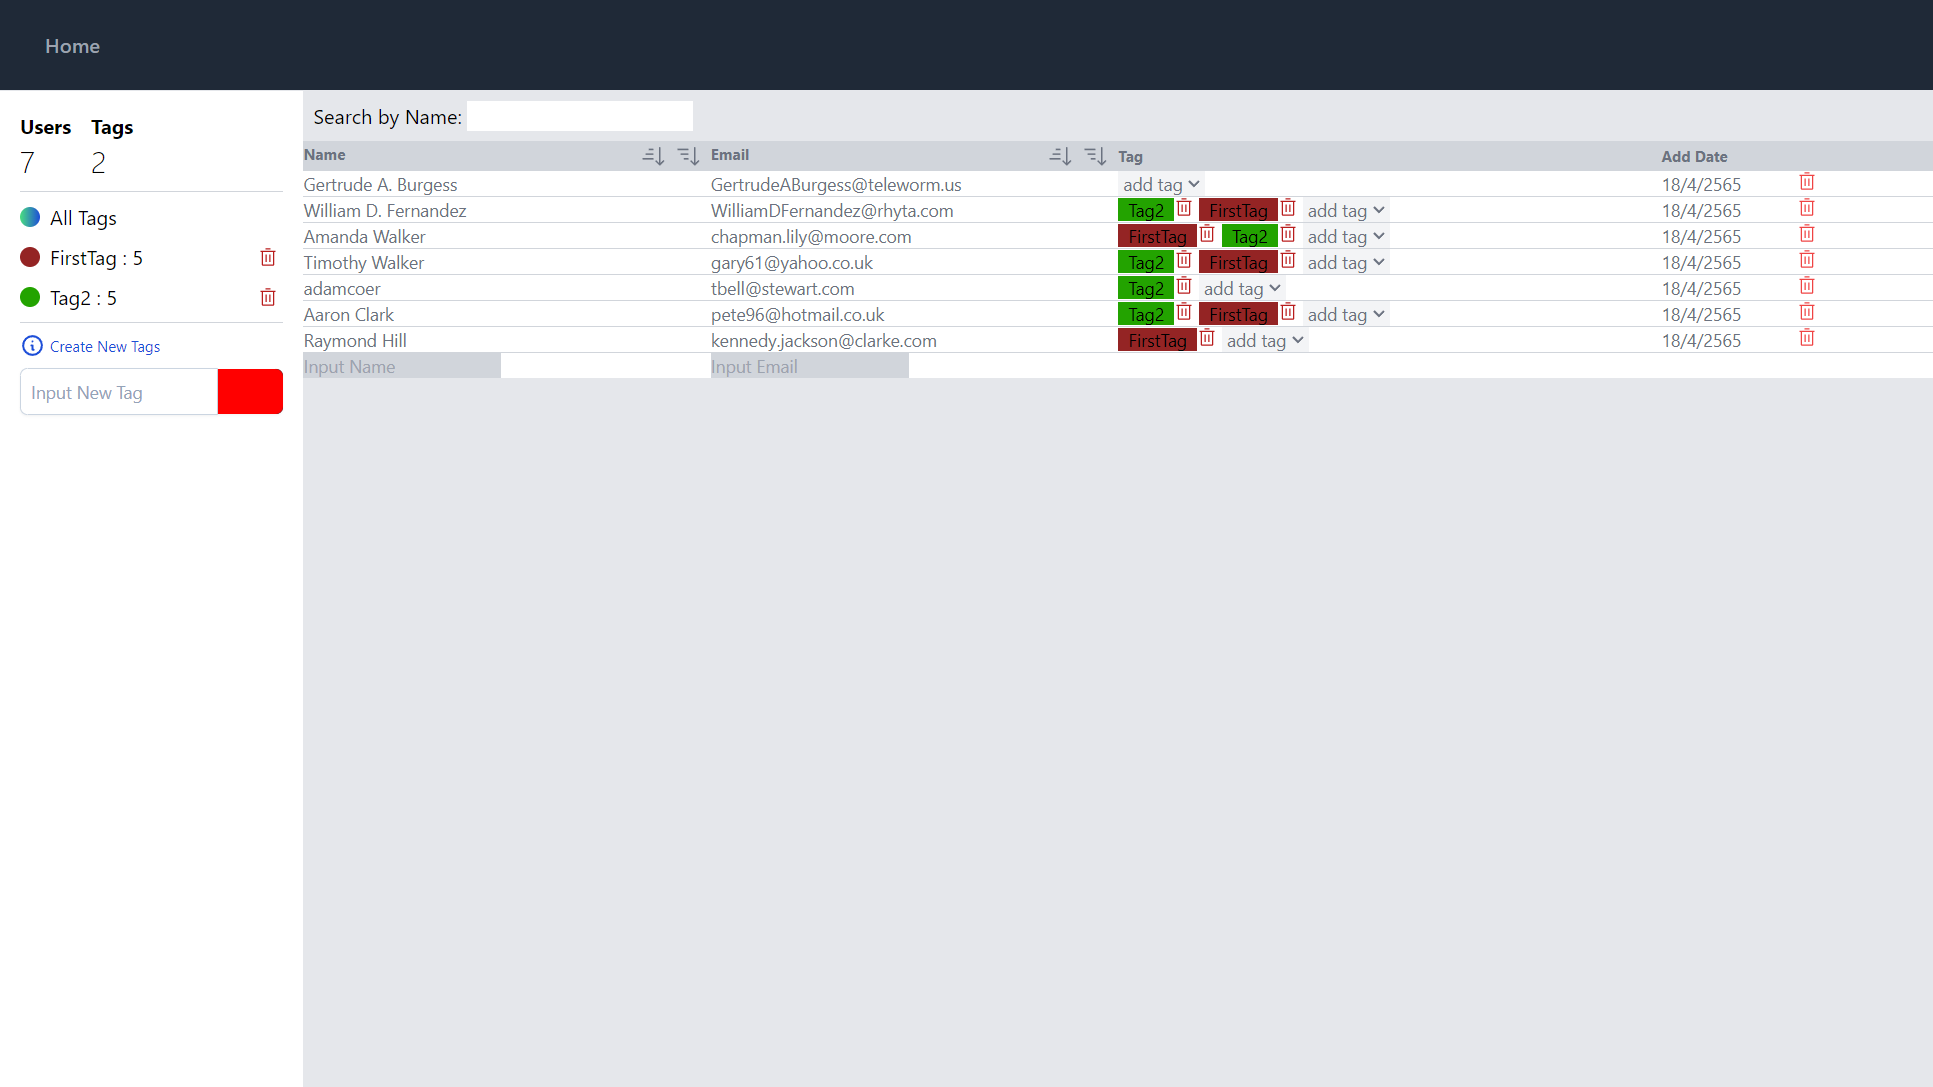 Home
Users Tags
7 2
All Tags
FirstTag : 5
Tag2 : 5
Create New Tags
Input New Tag
Search by Name:
Name Email Tag Add Date
Gertrude A. Burgess GertrudeABurgess@teleworm.us add tag 18/4/2565
William D. Fernandez WilliamDFernandez@rhyta.com Tag2 FirstTag add tag 18/4/2565
Amanda Walker chapman.lily@moore.com FirstTag Tag2 add tag 18/4/2565
Timothy Walker gary61@yahoo.co.uk Tag2 FirstTag add tag 18/4/2565
adamcoer tbell@stewart.com Tag2 add tag 18/4/2565
Aaron Clark pete96@hotmail.co.uk Tag2 FirstTag add tag 18/4/2565
Raymond Hill kennedy.jackson@clarke.com FirstTag add tag 18/4/2565
Input Name Input Email